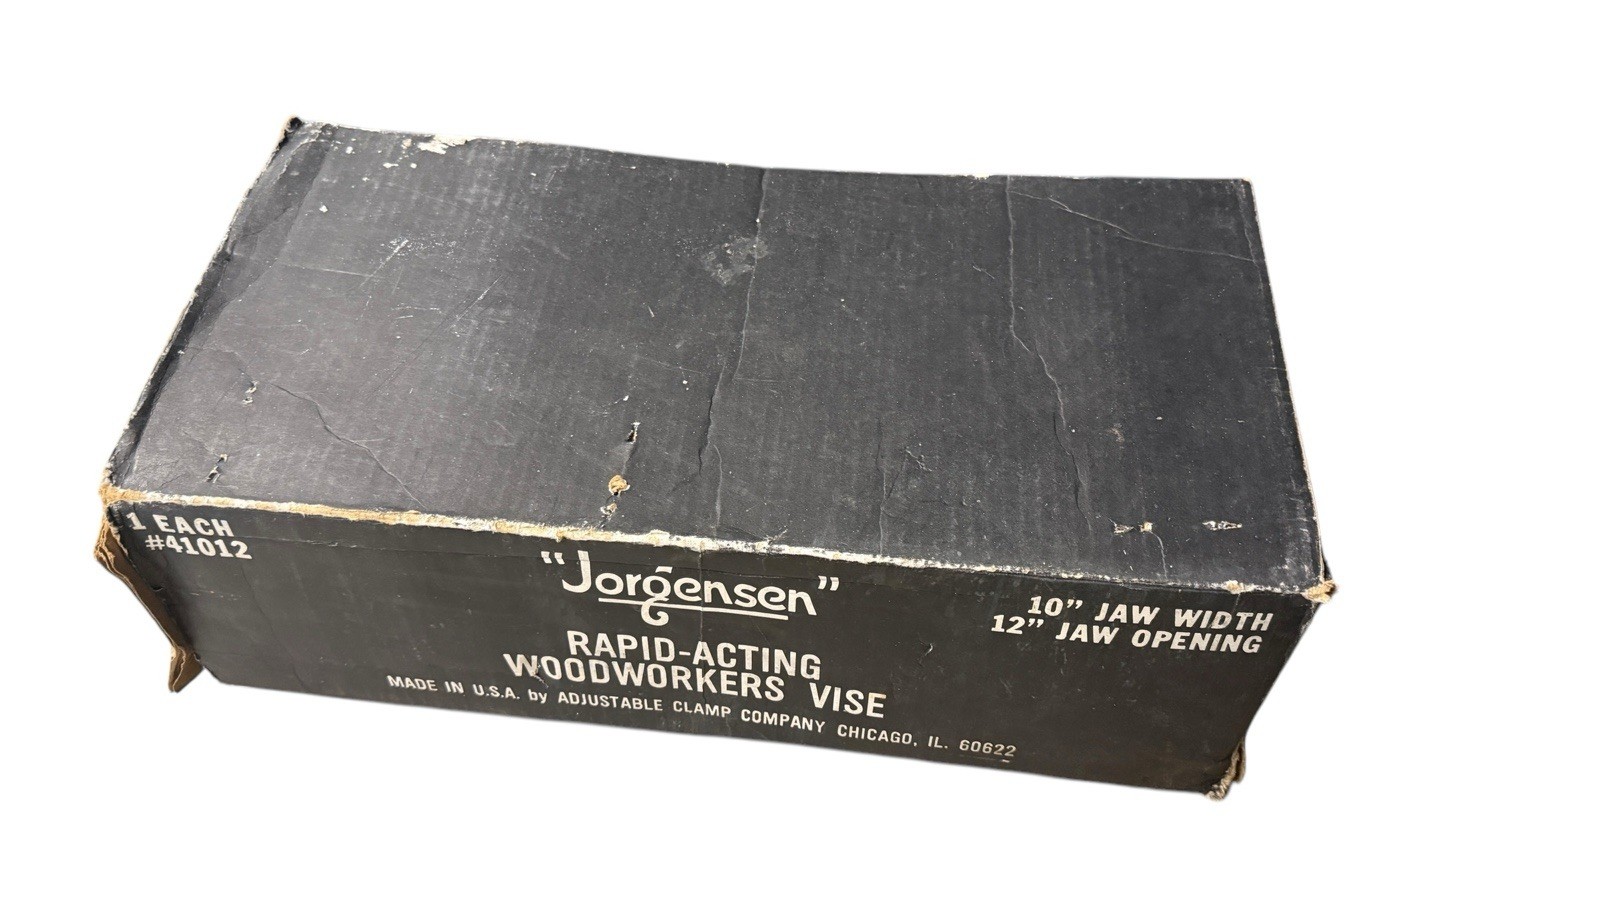 1 EACH
#41012
"Jorgensen"
RAPID-ACTING
WOODWORKERS VISE
MADE IN U.S.A. by ADJUSTABLE CLAMP COMPANY CHICAGO, IL. 60622
10" JAW WIDTH
12" JAW OPENING